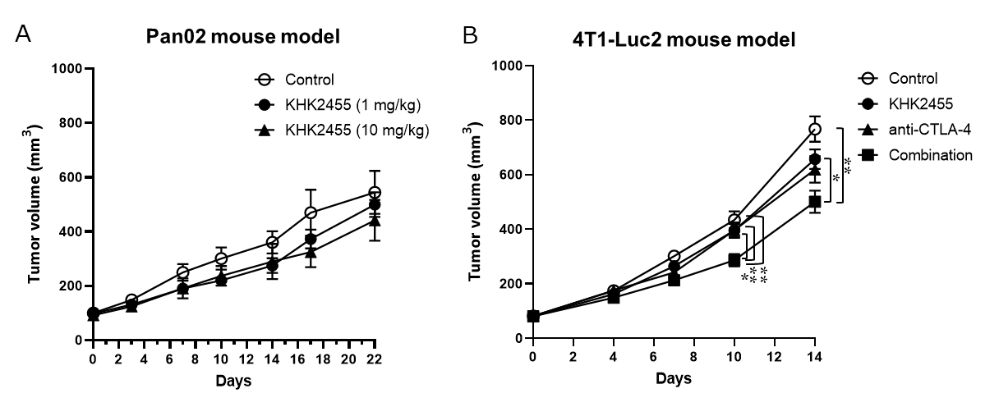 A
Pan02 mouse model
1000
800
600
400
200
0
Tumor volume (mm3)
Control
KHK2455 (1 mg/kg)
KHK2455 (10 mg/kg)
0 2 4 6 8 10 12 14 16 18 20 22
Days
B
4T1-Luc2 mouse model
1000
800
600
400
200
0
Tumor volume (mm3)
Control
KHK2455
anti-CTLA-4
Combination
**
*
* ** **
0 2 4 6 8 10 12 14
Days